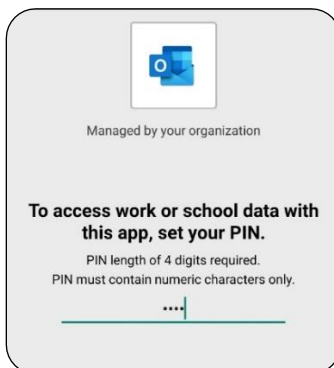 Managed by your organization
To access work or school data with
this app, set your PIN.
PIN length of 4 digits required.
PIN must contain numeric characters only.
••••